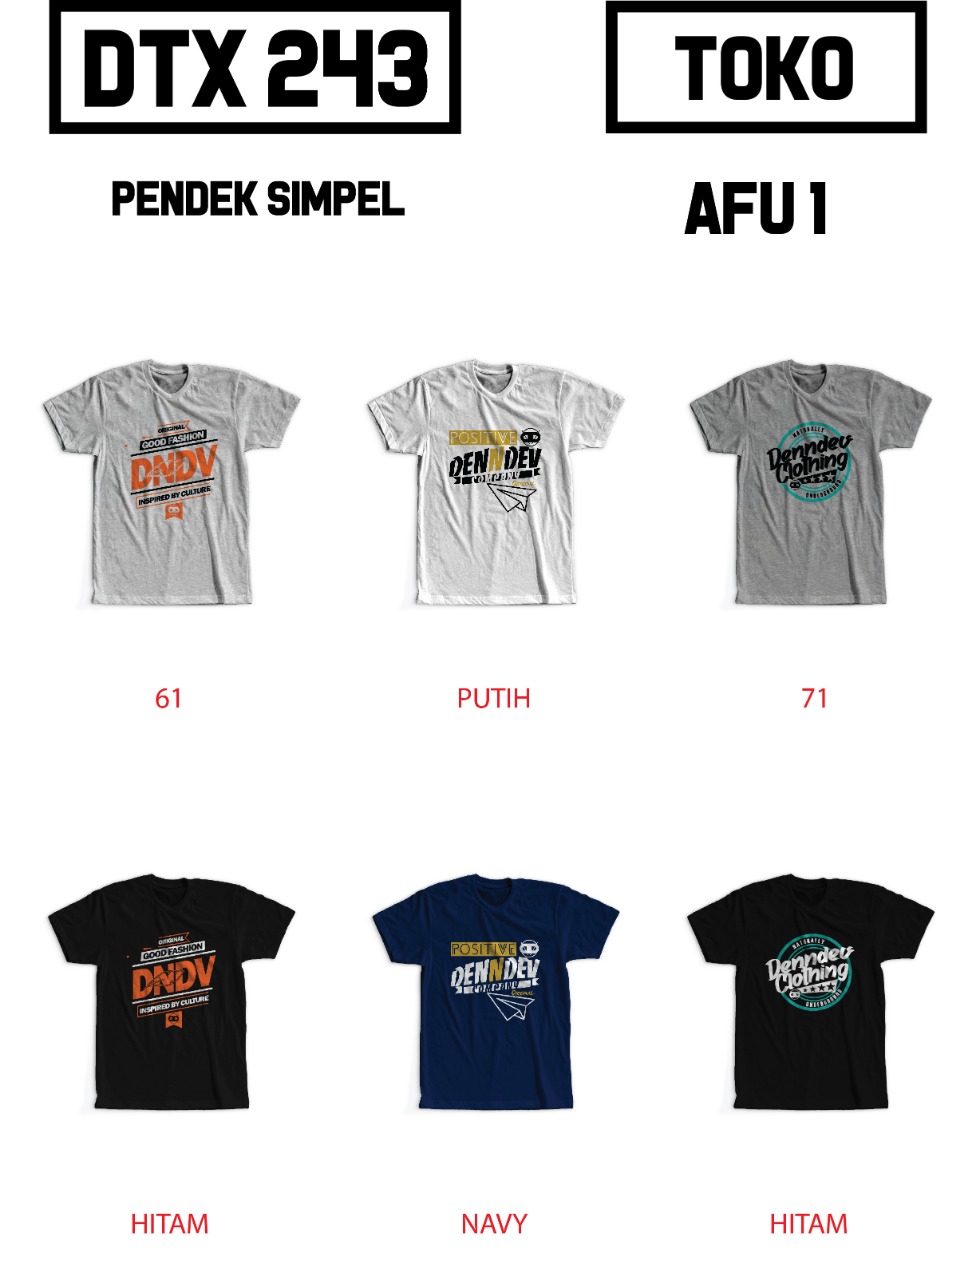 DTX 243
TOKO
PENDEK SIMPEL
AFU 1
ORIGINAL
GOOD FASHION
DNDV
INSPIRED BY CULTURE
POSITIVE
DENNDEV
COMPANY
NATURALLY
Denndev
Clothing
UNDERGROUND
61
PUTIH
71
ORIGINAL
GOOD FASHION
DNDV
INSPIRED BY CULTURE
POSITIVE
DENNDEV
COMPANY
NATURALLY
Denndev
Clothing
UNDERGROUND
HITAM
NAVY
HITAM